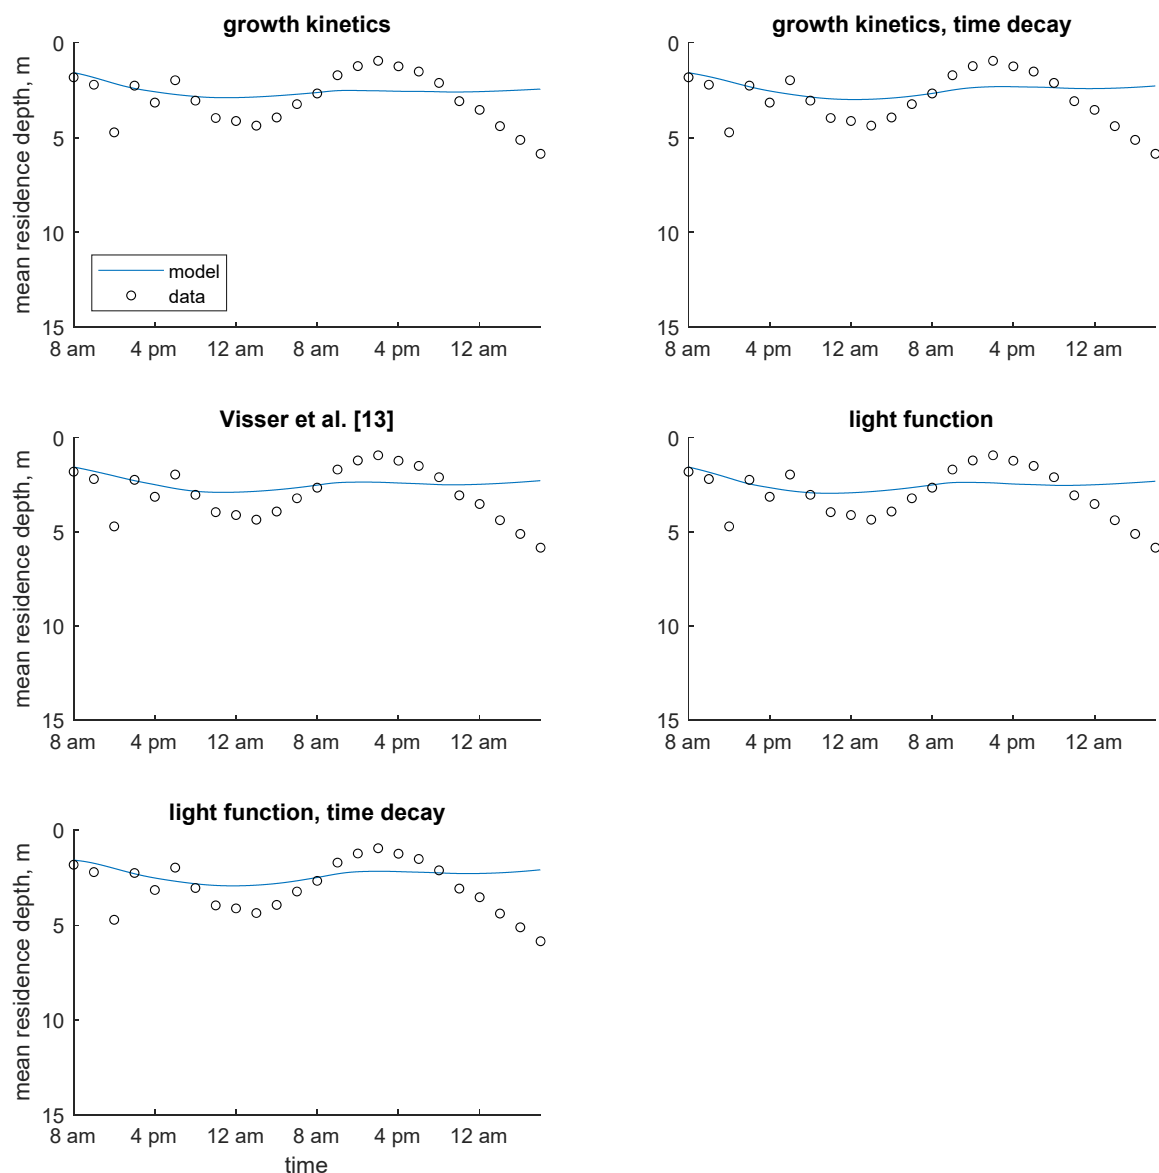 growth kinetics
mean residence depth, m
0
5
10
15
model
data
8 am 4 pm 12 am 8 am 4 pm 12 am
growth kinetics, time decay
0
5
10
15
8 am 4 pm 12 am 8 am 4 pm 12 am
Visser et al. [13]
mean residence depth, m
0
5
10
15
8 am 4 pm 12 am 8 am 4 pm 12 am
light function
0
5
10
15
8 am 4 pm 12 am 8 am 4 pm 12 am
light function, time decay
mean residence depth, m
0
5
10
15
8 am 4 pm 12 am 8 am 4 pm 12 am
time